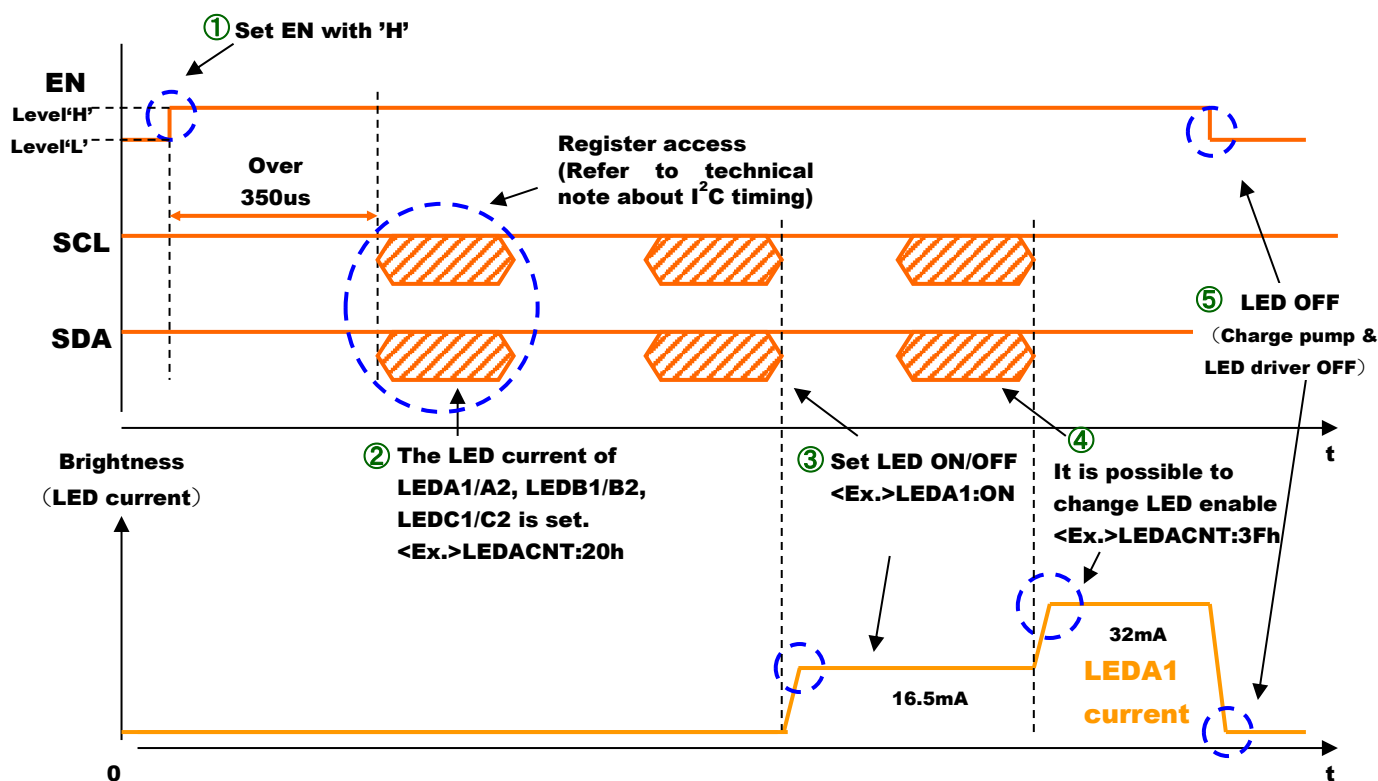 ① Set EN with ’H’
EN
Level‘H’
Level‘L’
Over
350us
Register access
(Refer to technical
note about I²C timing)
SCL
SDA
⑤ LED OFF
（Charge pump &
LED driver OFF）
t
Brightness
（LED current）
② The LED current of
LEDA1/A2, LEDB1/B2,
LEDC1/C2 is set.
<Ex.>LEDACNT:20h
③ Set LED ON/OFF
<Ex.>LEDA1:ON
④
It is possible to
change LED enable
<Ex.>LEDACNT:3Fh
32mA
LEDA1
current
16.5mA
0
t